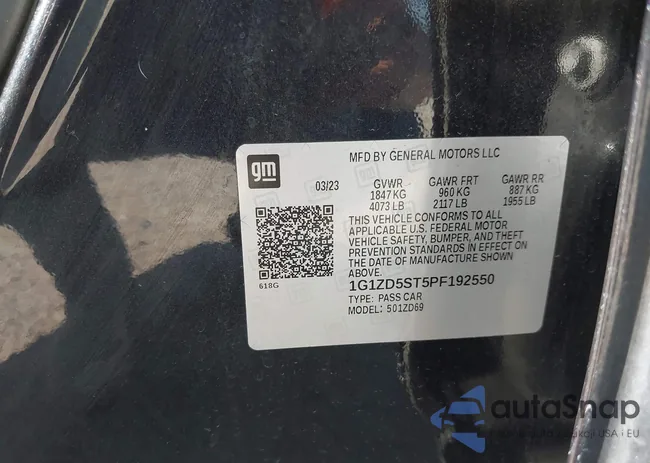 gm
MFD BY GENERAL MOTORS LLC
03/23 GVWR GAWR FRT GAWR RR
1847 KG 960 KG 887 KG
4073 LB 2117 LB 1955 LB
THIS VEHICLE CONFORMS TO ALL
APPLICABLE U.S. FEDERAL MOTOR
VEHICLE SAFETY, BUMPER, AND THEFT
PREVENTION STANDARDS IN EFFECT ON
THE DATE OF MANUFACTURE SHOWN
ABOVE.
618G
1G1ZD5ST5PF192550
TYPE: PASS CAR
MODEL: 501ZD69
autoSnap
USA i EU